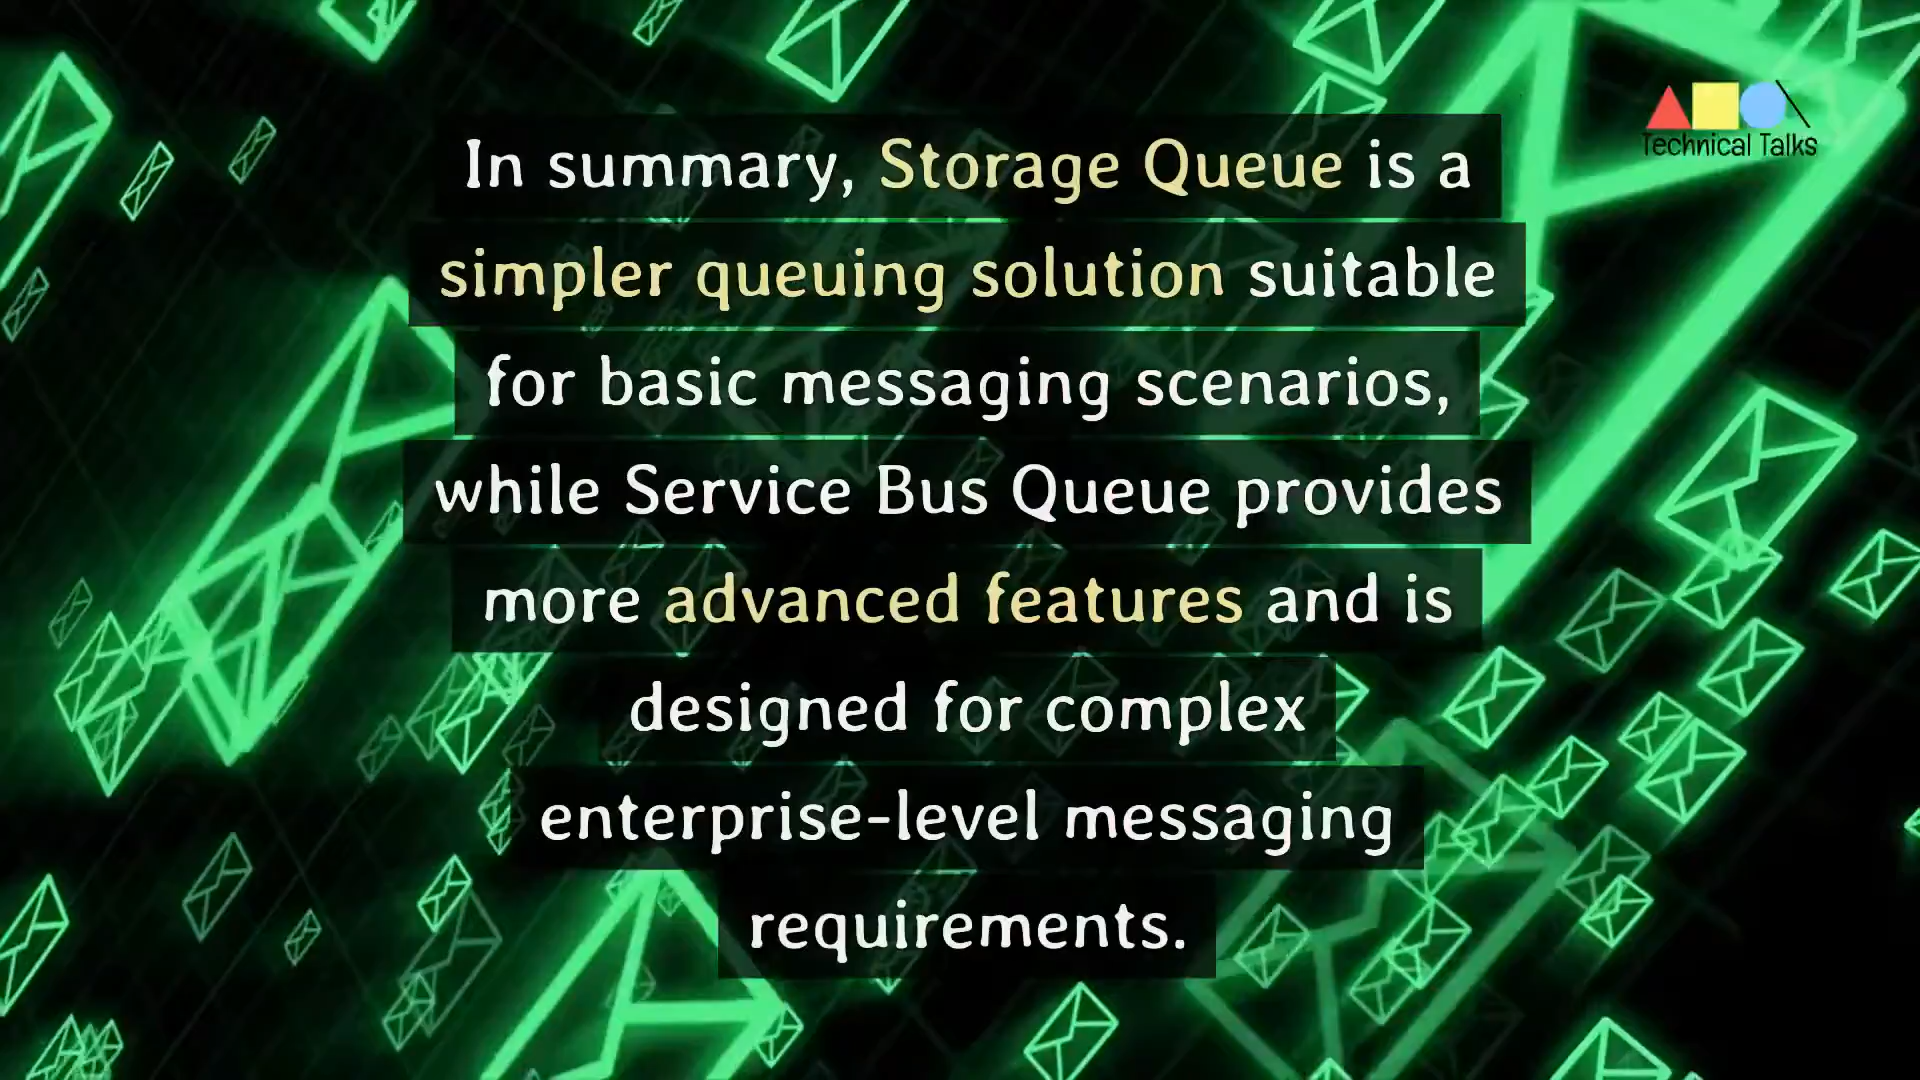 In summary, Storage Queue is a
simpler queuing solution suitable
for basic messaging scenarios,
while Service Bus Queue provides
more advanced features and is
designed for complex
enterprise-level messaging
requirements.
Technical Talks